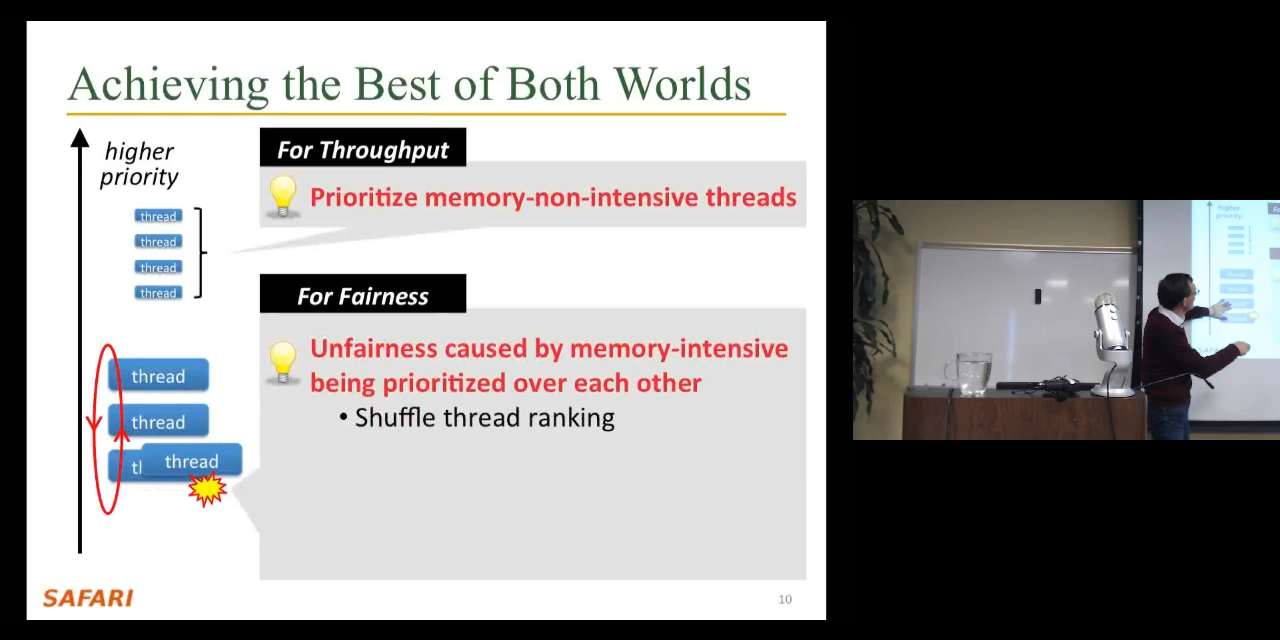 Achieving the Best of Both Worlds
higher
priority
For Throughput
Prioritize memory-non-intensive threads
thread
thread
thread
thread
For Fairness
Unfairness caused by memory-intensive
being prioritized over each other
• Shuffle thread ranking
thread
thread
thread
SAFARI
10
higher
priority